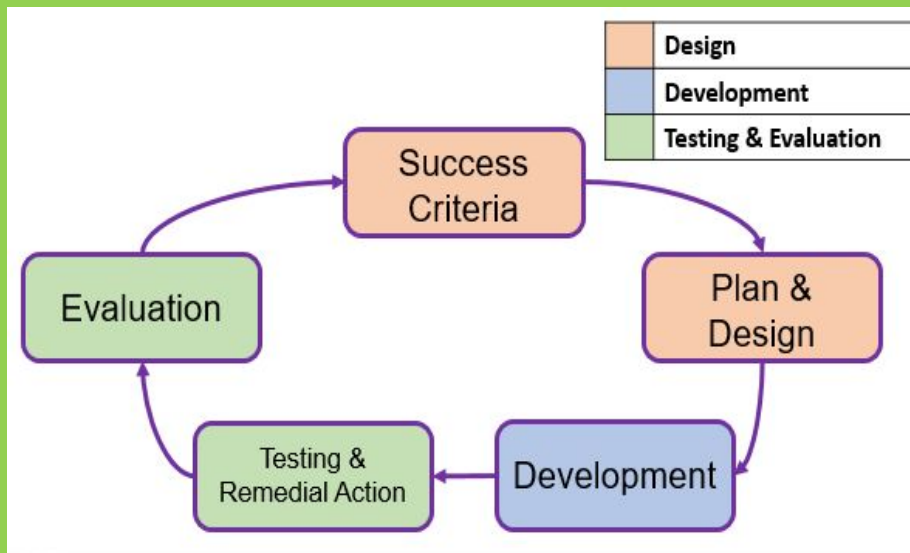 Design
Development
Testing & Evaluation
Success
Criteria
Plan &
Design
Development
Testing &
Remedial Action
Evaluation